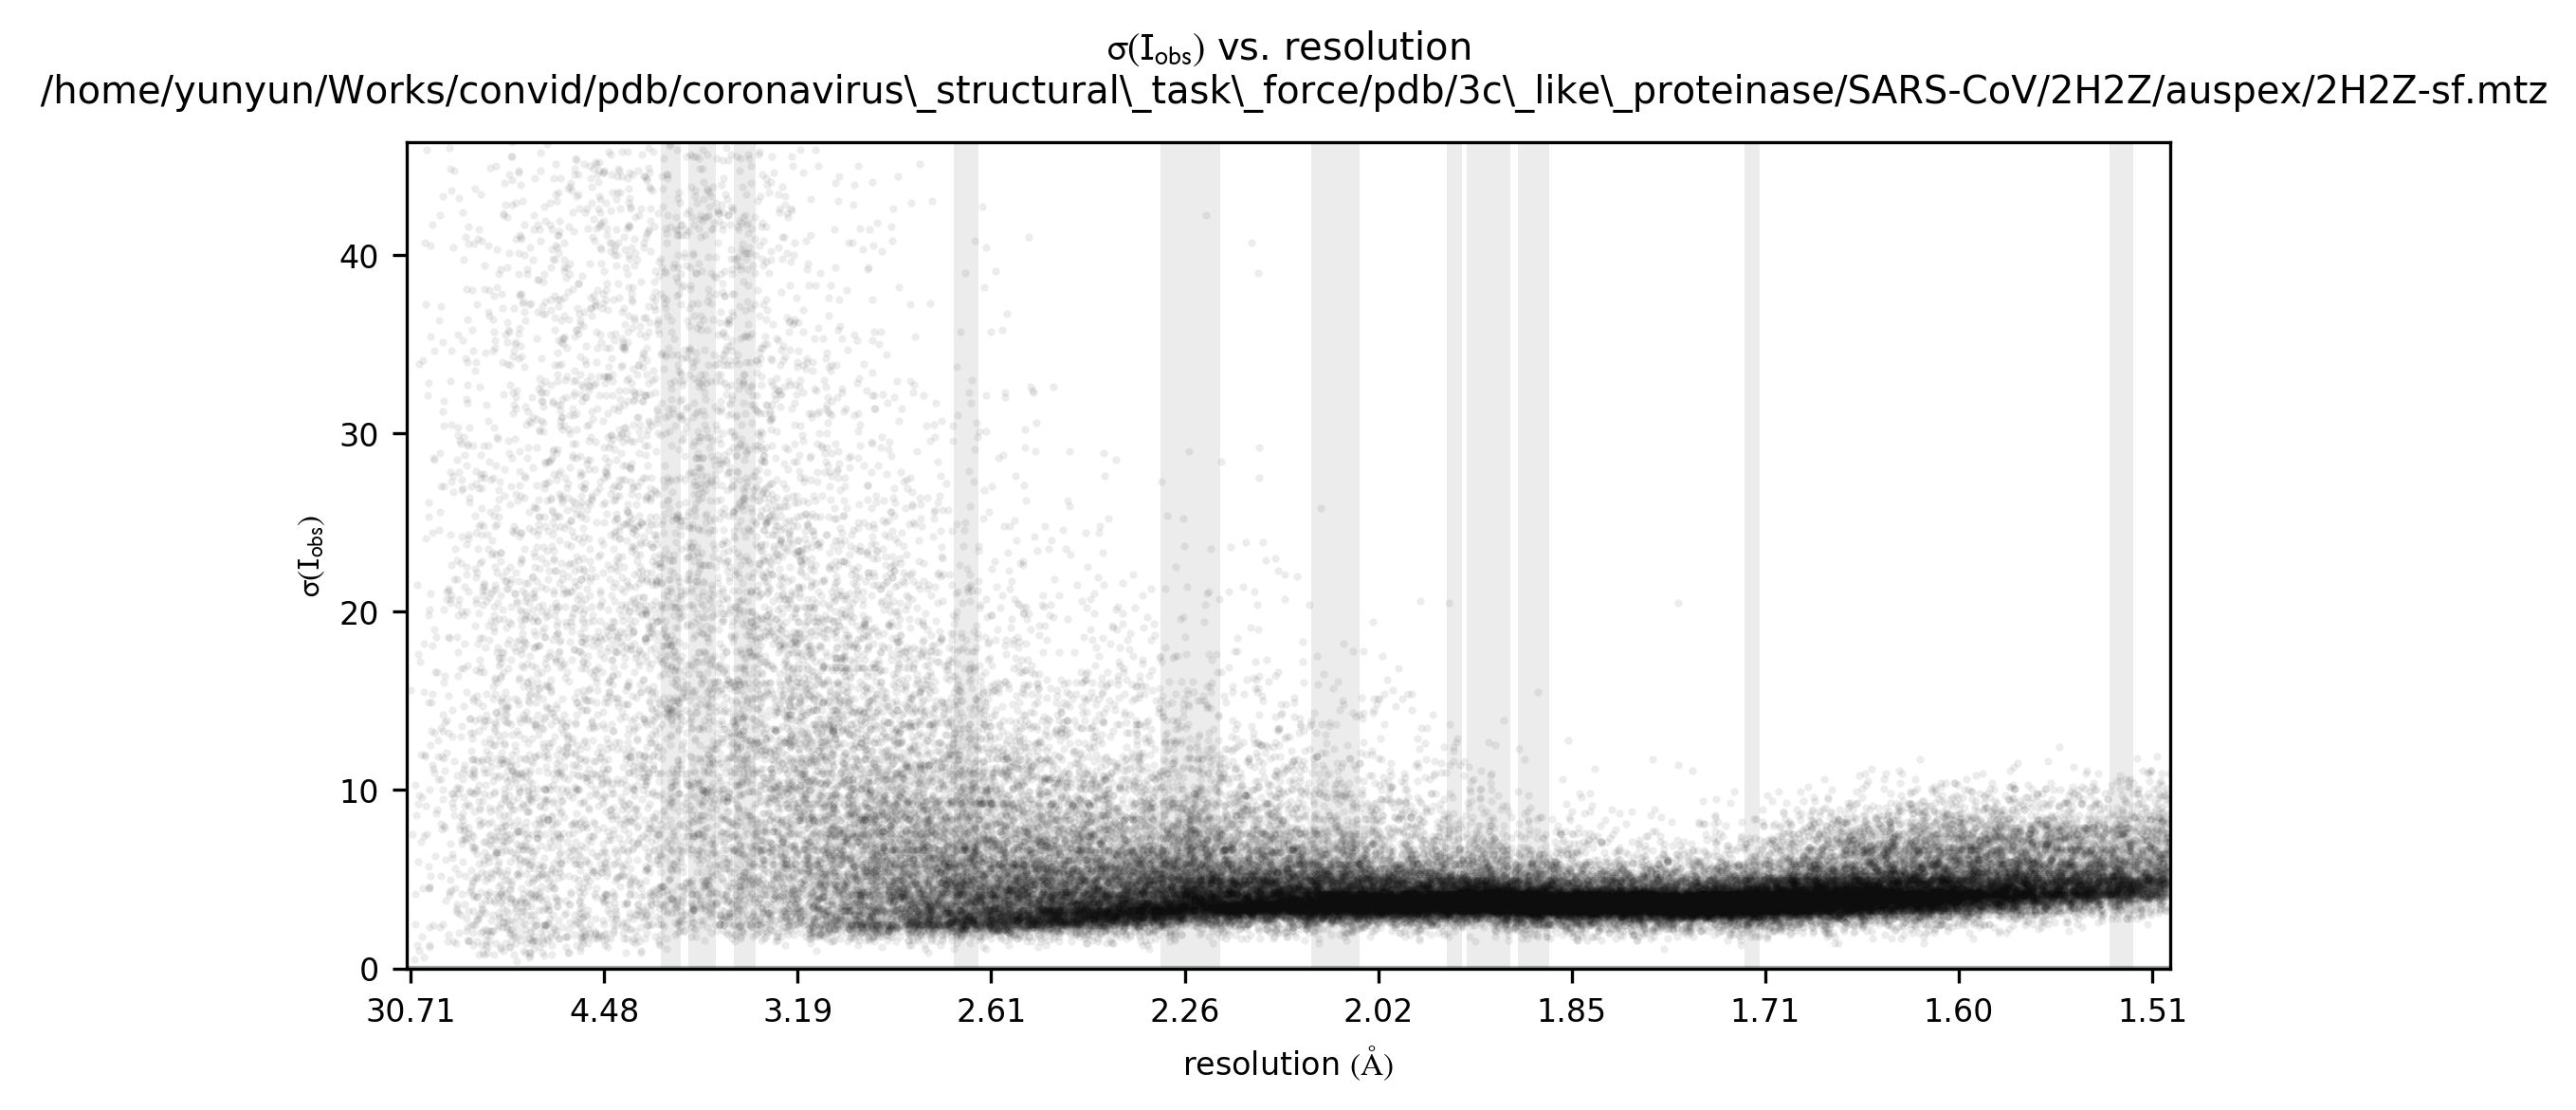 σ(I_obs) vs. resolution
/home/yunyun/Works/convid/pdb/coronavirus\_structural\_task\_force/pdb/3c\_like\_proteinase/SARS-CoV/2H2Z/auspex/2H2Z-sf.mtz
40
30
σ(I_obs)
20
10
0
30.71 4.48 3.19 2.61 2.26 2.02 1.85 1.71 1.60 1.51
resolution (Å)